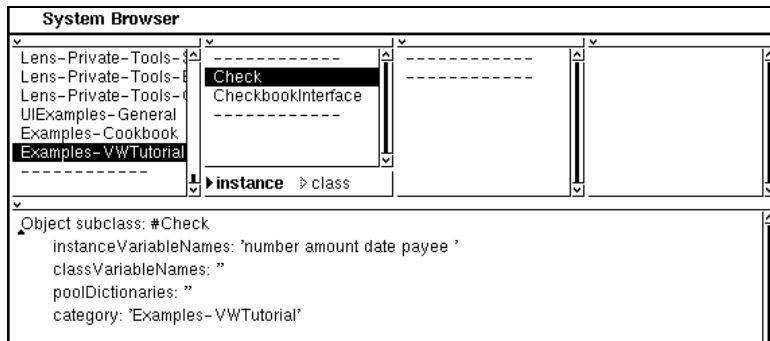 System Browser
Lens-Private-Tools-
Lens-Private-Tools-
Lens-Private-Tools-
UIExamples-General
Examples-Cookbook
Examples-VWTutorial
-------------
-------------
Check
CheckbookInterface
-------------
instance class
-------------
-------------
Object subclass: #Check
instanceVariableNames: 'number amount date payee '
classVariableNames: ''
poolDictionaries: ''
category: 'Examples-VWTutorial'